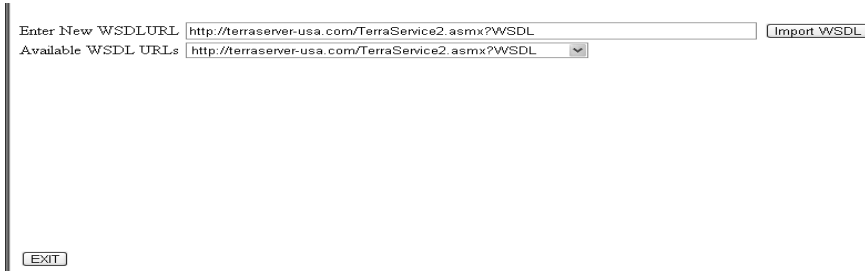 Enter New WSDLURL http://terraserver-usa.com/TerraService2.asmx?WSDL Import WSDL
Available WSDL URLs http://terraserver-usa.com/TerraService2.asmx?WSDL
EXIT